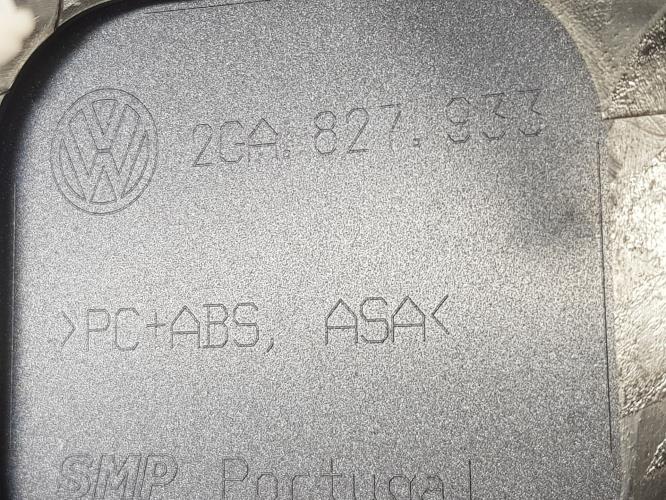 2GA.827.933
>PC+ABS, ASA<
SMP Portugal